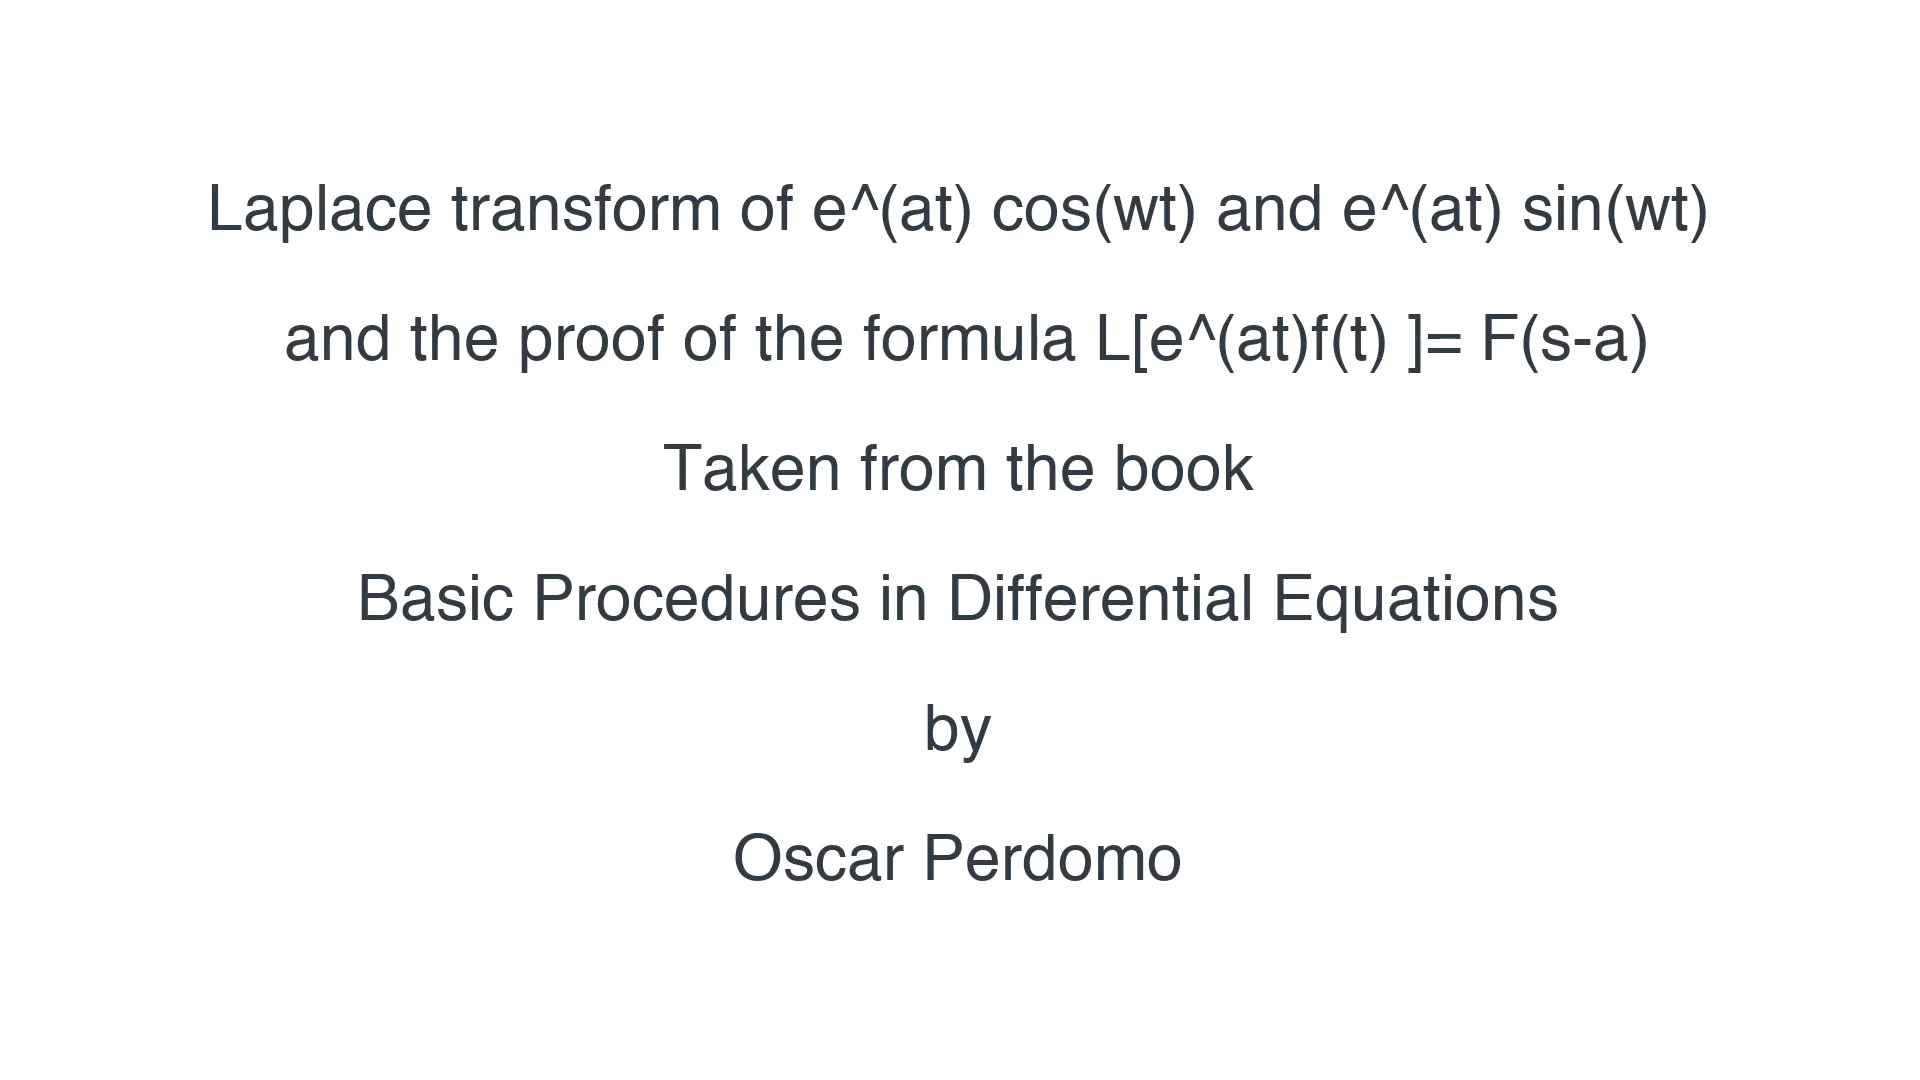 Laplace transform of e^(at) cos(wt) and e^(at) sin(wt)
and the proof of the formula L[e^(at)f(t) ]= F(s-a)
Taken from the book
Basic Procedures in Differential Equations
by
Oscar Perdomo